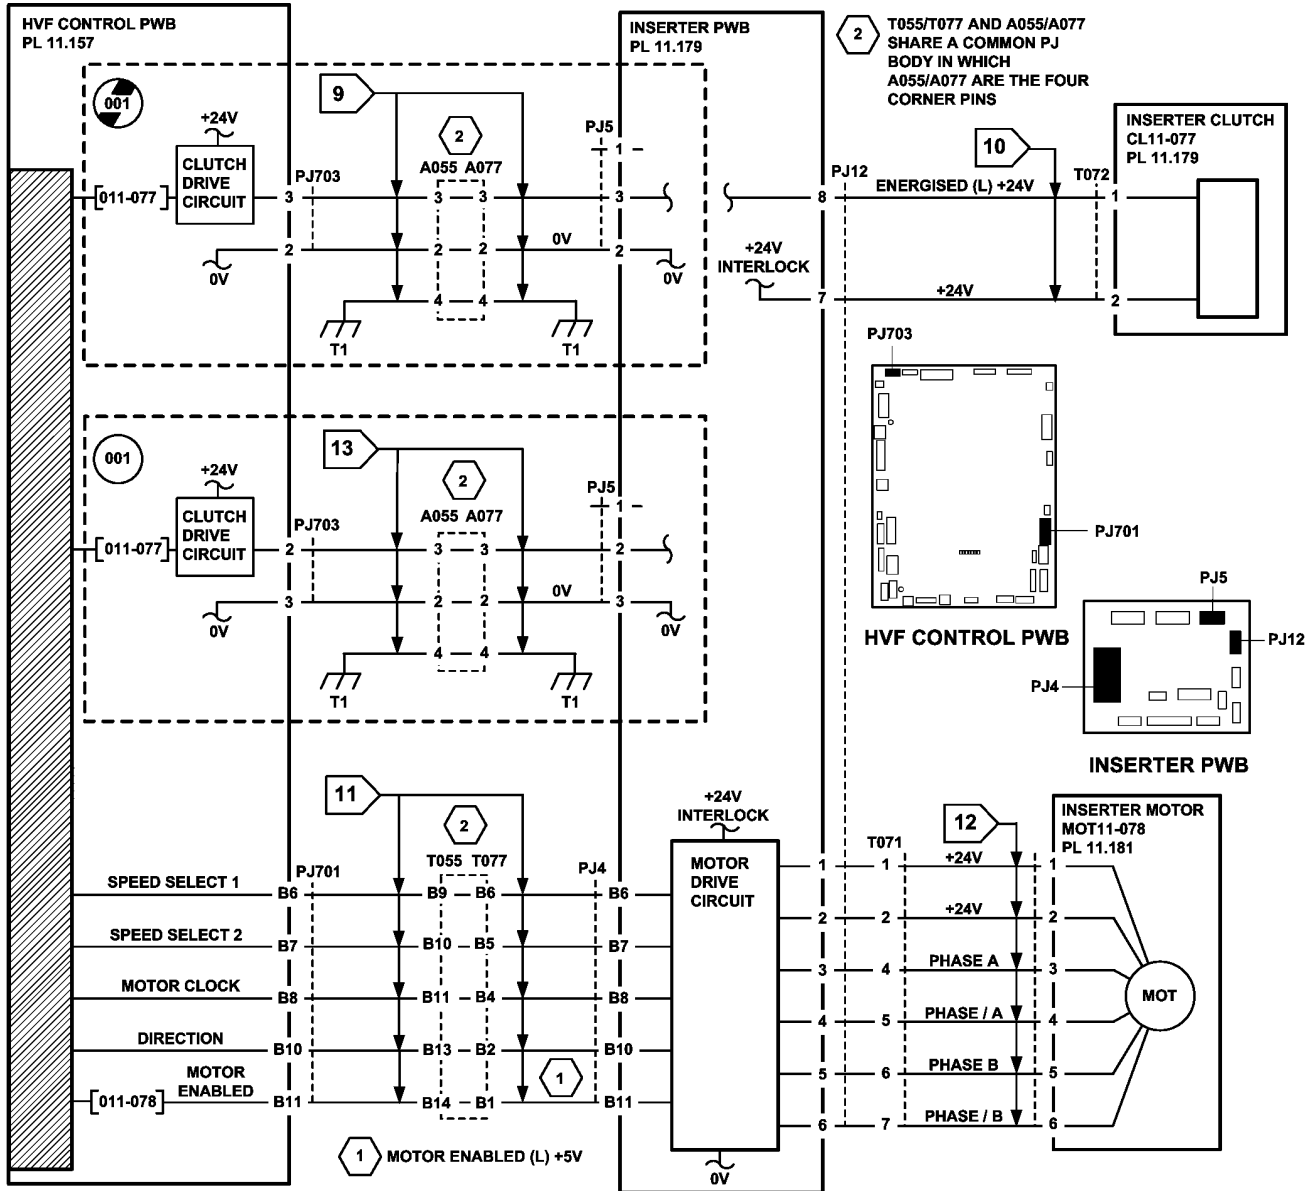 HVF CONTROL PWB
PL 11.157
INSERTER PWB
PL 11.179
2
T055/T077 AND A055/A077
SHARE A COMMON PJ
BODY IN WHICH
A055/A077 ARE THE FOUR
CORNER PINS
001
9
+24V
CLUTCH
DRIVE
CIRCUIT
[011-077]
PJ703
2
A055 A077
PJ5
1
3 3 3 3
2 2 2 0V 2
4 4
0V
0V
T1
T1
10
PJ12
8
ENERGISED (L) +24V
T072
1
INSERTER CLUTCH
CL11-077
PL 11.179
+24V
INTERLOCK
7
+24V
2
001
13
+24V
CLUTCH
DRIVE
CIRCUIT
[011-077]
PJ703
2
A055 A077
PJ5
1
2 3 3 2
3 2 2 0V 3
4 4
0V
0V
T1
T1
PJ703
PJ701
HVF CONTROL PWB
PJ5
PJ12
PJ4
INSERTER PWB
11
2
PJ701
T055 T077
PJ4
SPEED SELECT 1 B6 B9 B6 B6
SPEED SELECT 2 B7 B10 B5 B7
MOTOR CLOCK B8 B11 B4 B8
DIRECTION B10 B13 B2 B10
[011-078]
MOTOR
ENABLED
B11 B14 B1 B11
1
1
MOTOR ENABLED (L) +5V
+24V
INTERLOCK
MOTOR
DRIVE
CIRCUIT
0V
T071
12
INSERTER MOTOR
MOT11-078
PL 11.181
1 1 +24V 1
2 2 +24V 2
3 4 PHASE A 3
4 5 PHASE / A 4
5 6 PHASE B 5
6 7 PHASE / B 6
MOT